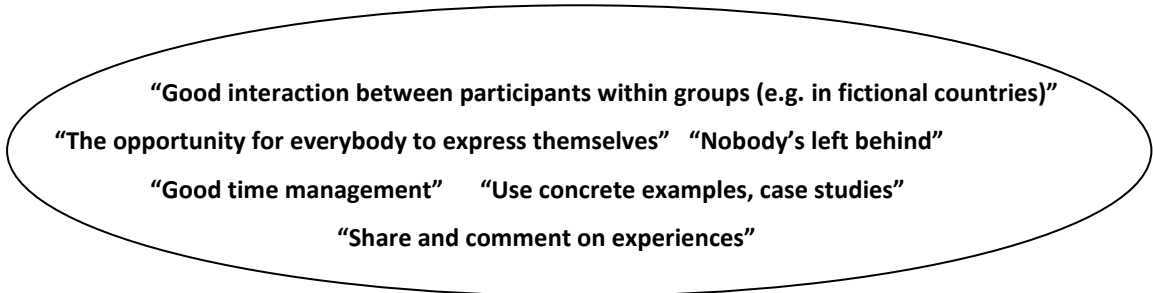 “Good interaction between participants within groups (e.g. in fictional countries)”
“The opportunity for everybody to express themselves” “Nobody’s left behind”
“Good time management” “Use concrete examples, case studies”
“Share and comment on experiences”